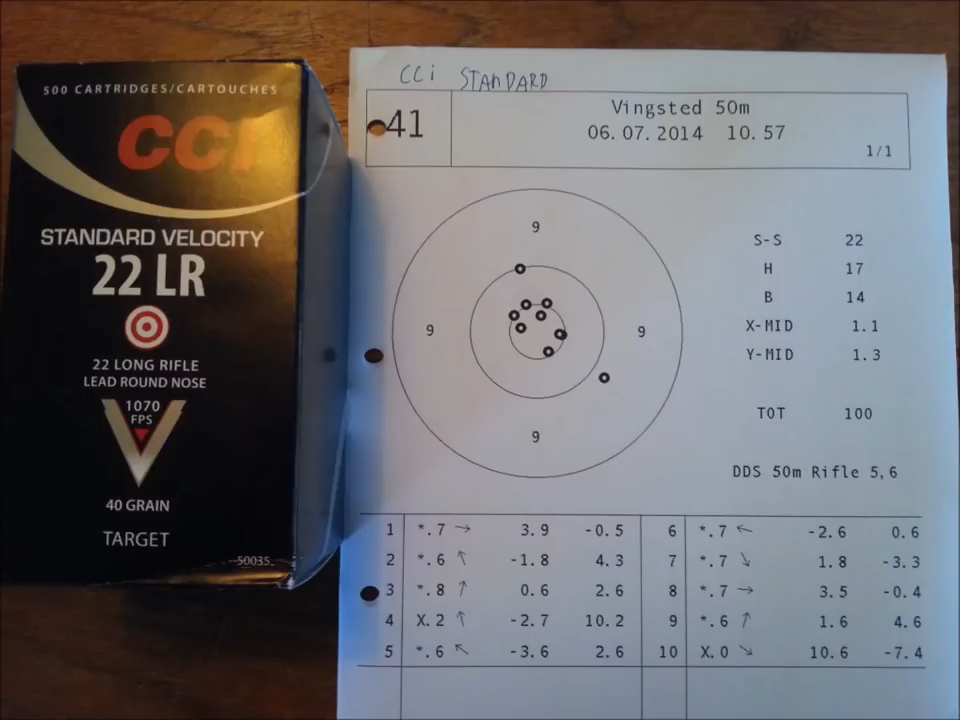 500 CARTRIDGES/CARTOUCHES
CCI
STANDARD VELOCITY
22 LR
22 LONG RIFLE
LEAD ROUND NOSE
1070
FPS
40 GRAIN
TARGET
50035
CCi STANDARD
41
Vingsted 50m
06.07.2014 10.57
1/1
9
9 9
9
S-S 22
H 17
B 14
X-MID 1.1
Y-MID 1.3
TOT 100
DDS 50m Rifle 5,6
1 *.7 → 3.9 -0.5 6 *.7 ← -2.6 0.6
2 *.6 ↖ -1.8 4.3 7 *.7 ↘ 1.8 -3.3
3 *.8 ↗ 0.6 2.6 8 *.7 → 3.5 -0.4
4 X.2 ↖ -2.7 10.2 9 *.6 ↗ 1.6 4.6
5 *.6 ↖ -3.6 2.6 10 X.0 ↘ 10.6 -7.4